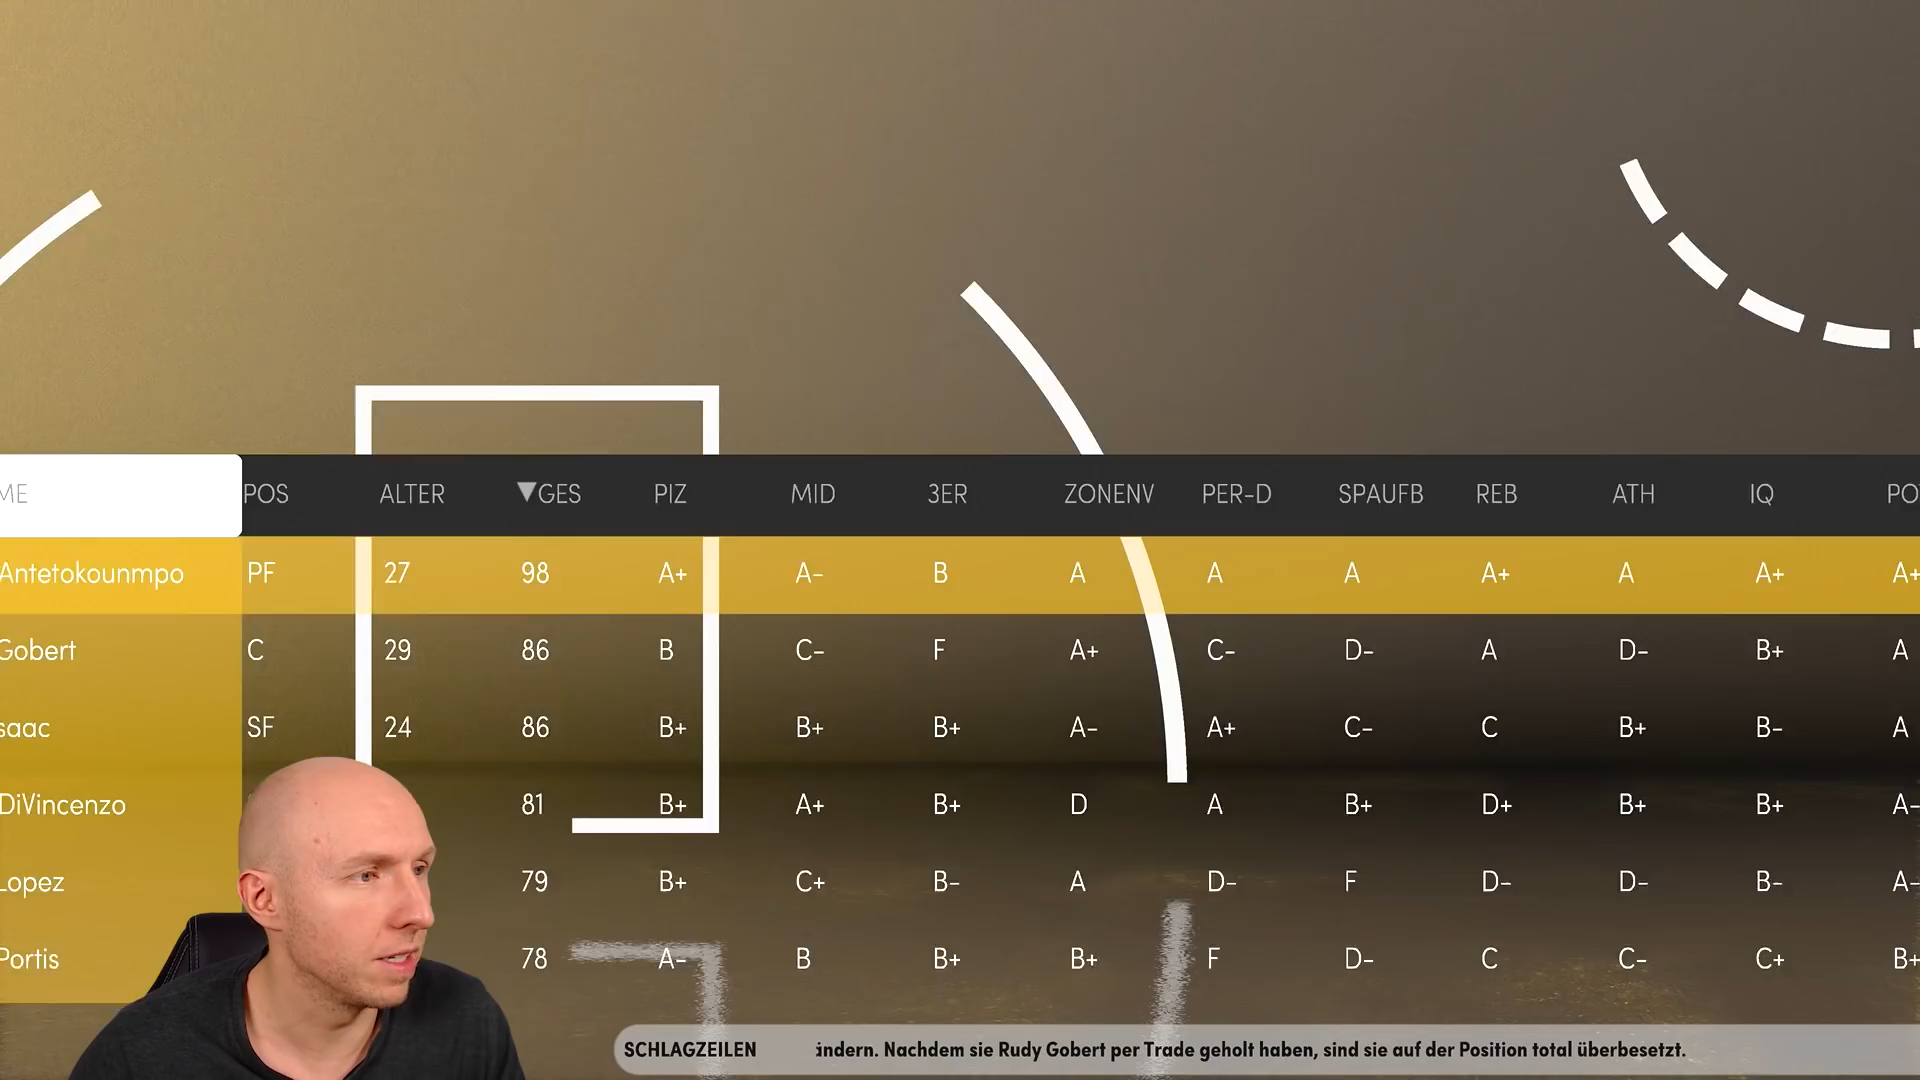 ME POS ALTER ▼GES PIZ MID 3ER ZONENV PER-D SPAUFB REB ATH IQ PO
Antetokounmpo PF 27 98 A+ A- B A A A A+ A A+ A+
Gobert C 29 86 B C- F A+ C- D- A D- B+ A
saac SF 24 86 B+ B+ B+ A- A+ C- C B+ B- A
DiVincenzo 81 B+ A+ B+ D A B+ D+ B+ B+ A-
Lopez 79 B+ C+ B- A D- F D- D- B- A-
Portis 78 A- B B+ B+ F D- C C- C+ B+
SCHLAGZEILEN ändern. Nachdem sie Rudy Gobert per Trade geholt haben, sind sie auf der Position total überbesetzt.